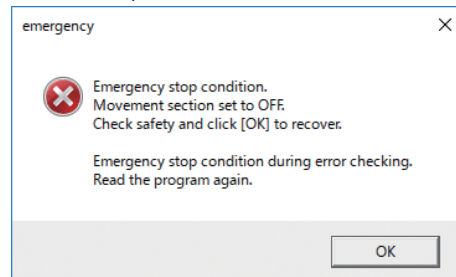 emergency
Emergency stop condition.
Movement section set to OFF.
Check safety and click [OK] to recover.
Emergency stop condition during error checking.
Read the program again.
OK